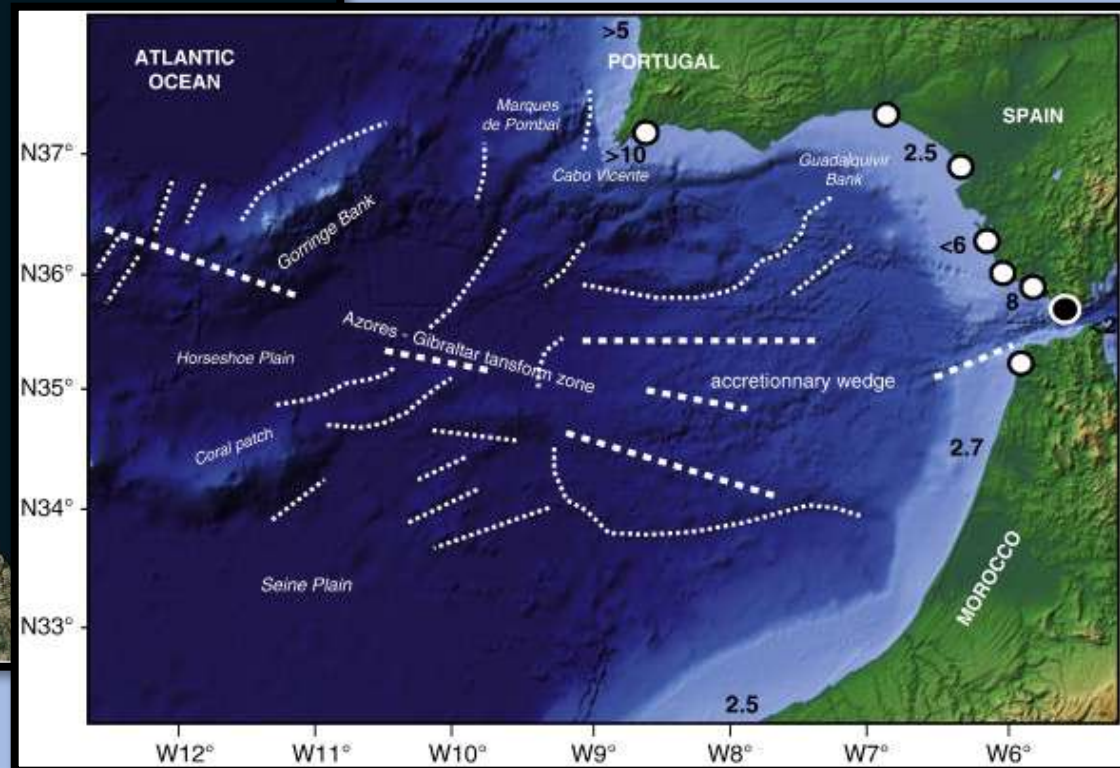 ATLANTIC
OCEAN
>5
PORTUGAL
Marques
de Pombal
SPAIN
N37°
>10
Cabo Vicente
2.5
Guadalquivir
Bank
Gorringe Bank
<6
N36°
8
Azores - Gibraltar tansform zone
Horseshoe Plain
N35°
accretionnary wedge
Coral patch
2.7
N34°
MOROCCO
Seine Plain
N33°
2.5
W12°
W11°
W10°
W9°
W8°
W7°
W6°